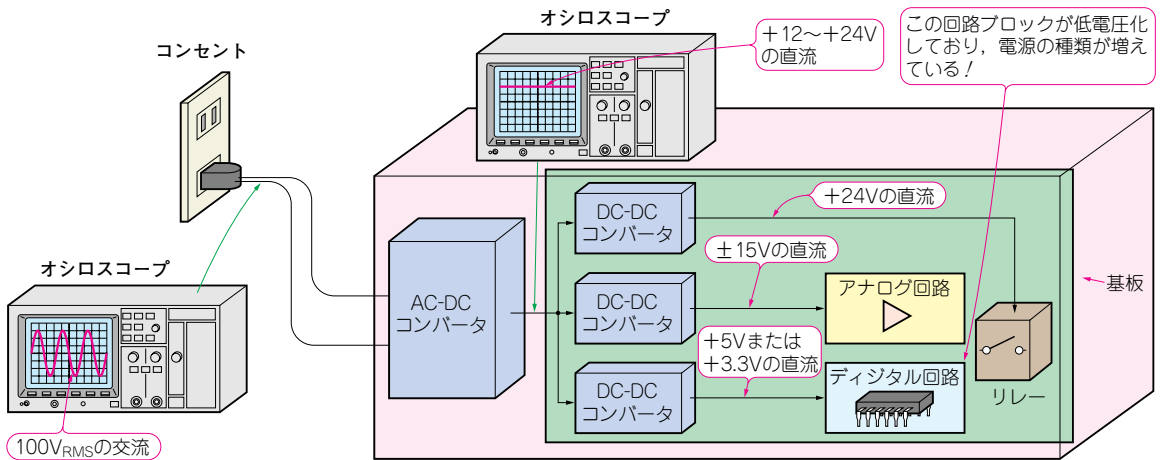 オシロスコープ
コンセント
+12～+24V
の直流
この回路ブロックが低電圧化
しており，電源の種類が増え
ている！
DC-DC
コンバータ
+24Vの直流
オシロスコープ
AC-DC
コンバータ
DC-DC
コンバータ
±15Vの直流
アナログ回路
基板
+5Vまたは
+3.3Vの直流
DC-DC
コンバータ
ディジタル回路
リレー
100VRMSの交流